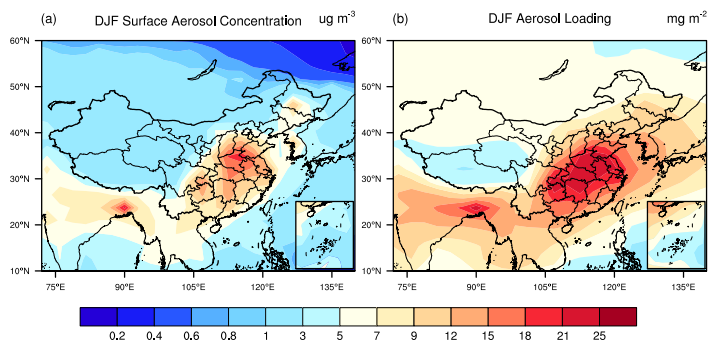 (a) DJF Surface Aerosol Concentration ug m-3
(b) DJF Aerosol Loading mg m-2
60°N 60°N
50°N 50°N
40°N 40°N
30°N 30°N
20°N 20°N
10°N 10°N
75°E 90°E 105°E 120°E 135°E 75°E 90°E 105°E 120°E 135°E
0.2 0.4 0.6 0.8 1 3 5 7 9 12 15 18 21 25